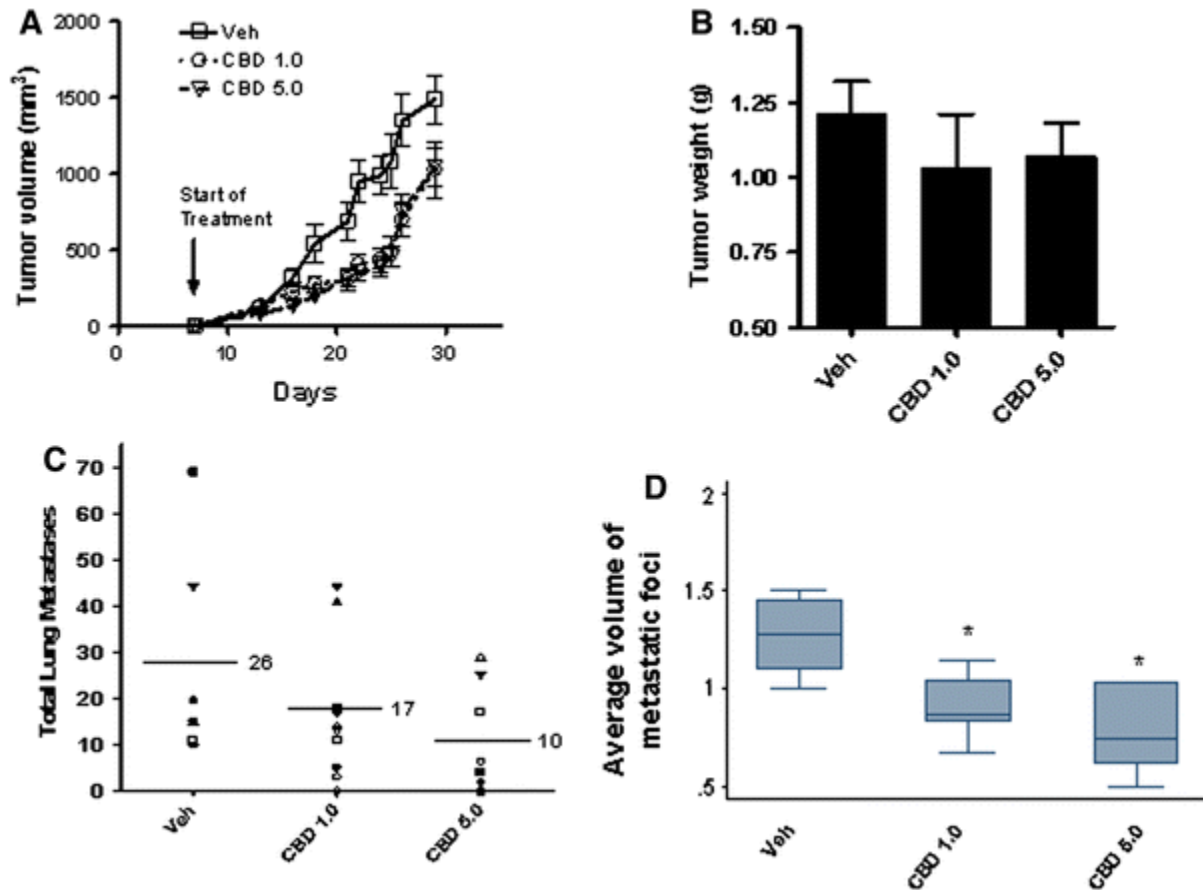 A
2000
1500
1000
500
0
Tumor volume (mm³)
Veh
CBD 1.0
CBD 5.0
Start of
Treatment
0 10 20 30
Days
B
1.50
1.25
1.00
0.75
0.50
Tumor weight (g)
Veh
CBD 1.0
CBD 5.0
C
70
60
50
40
30
20
10
0
Total Lung Metastases
26
17
10
Veh
CBD 1.0
CBD 5.0
D
2
1.5
1
.5
Average volume of
metastatic foci
*
*
Veh
CBD 1.0
CBD 5.0